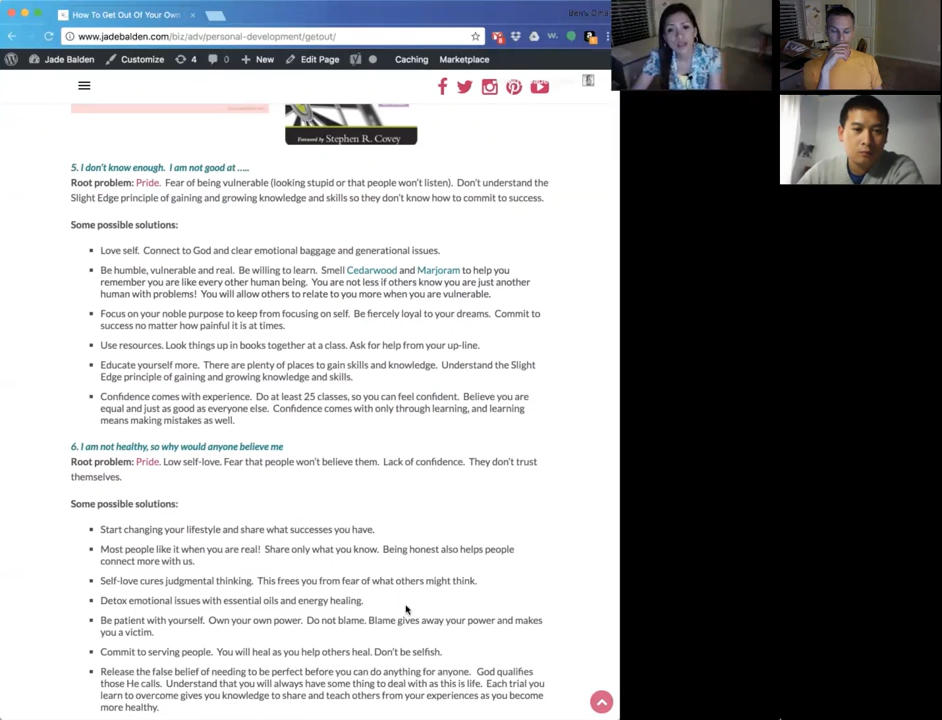 How To Get Out Of Your Own
www.jadebalden.com/biz/adv/personal-development/getout/
Jade Balden Customize 4 0 New Edit Page Caching Marketplace
Foreword by Stephen R. Covey
5. I don't know enough. I am not good at .....
Root problem: Pride. Fear of being vulnerable (looking stupid or that people won't listen). Don't understand the
Slight Edge principle of gaining and growing knowledge and skills so they don't know how to commit to success.
Some possible solutions:
Love self. Connect to God and clear emotional baggage and generational issues.
Be humble, vulnerable and real. Be willing to learn. Smell Cedarwood and Marjoram to help you
remember you are like every other human being. You are not less if others know you are just another
human with problems! You will allow others to relate to you more when you are vulnerable.
Focus on your noble purpose to keep from focusing on self. Be fiercely loyal to your dreams. Commit to
success no matter how painful it is at times.
Use resources. Look things up in books together at a class. Ask for help from your up-line.
Educate yourself more. There are plenty of places to gain skills and knowledge. Understand the Slight
Edge principle of gaining and growing knowledge and skills.
Confidence comes with experience. Do at least 25 classes, so you can feel confident. Believe you are
equal and just as good as everyone else. Confidence comes with only through learning, and learning
means making mistakes as well.
6. I am not healthy, so why would anyone believe me
Root problem: Pride. Low self-love. Fear that people won't believe them. Lack of confidence. They don't trust
themselves.
Some possible solutions:
Start changing your lifestyle and share what successes you have.
Most people like it when you are real! Share only what you know. Being honest also helps people
connect more with us.
Self-love cures judgmental thinking. This frees you from fear of what others might think.
Detox emotional issues with essential oils and energy healing.
Be patient with yourself. Own your own power. Do not blame. Blame gives away your power and makes
you a victim.
Commit to serving people. You will heal as you help others heal. Don't be selfish.
Release the false belief of needing to be perfect before you can do anything for anyone. God qualifies
those He calls. Understand that you will always have some thing to deal with as this is life. Each trial you
learn to overcome gives you knowledge to share and teach others from your experiences as you become
more healthy.